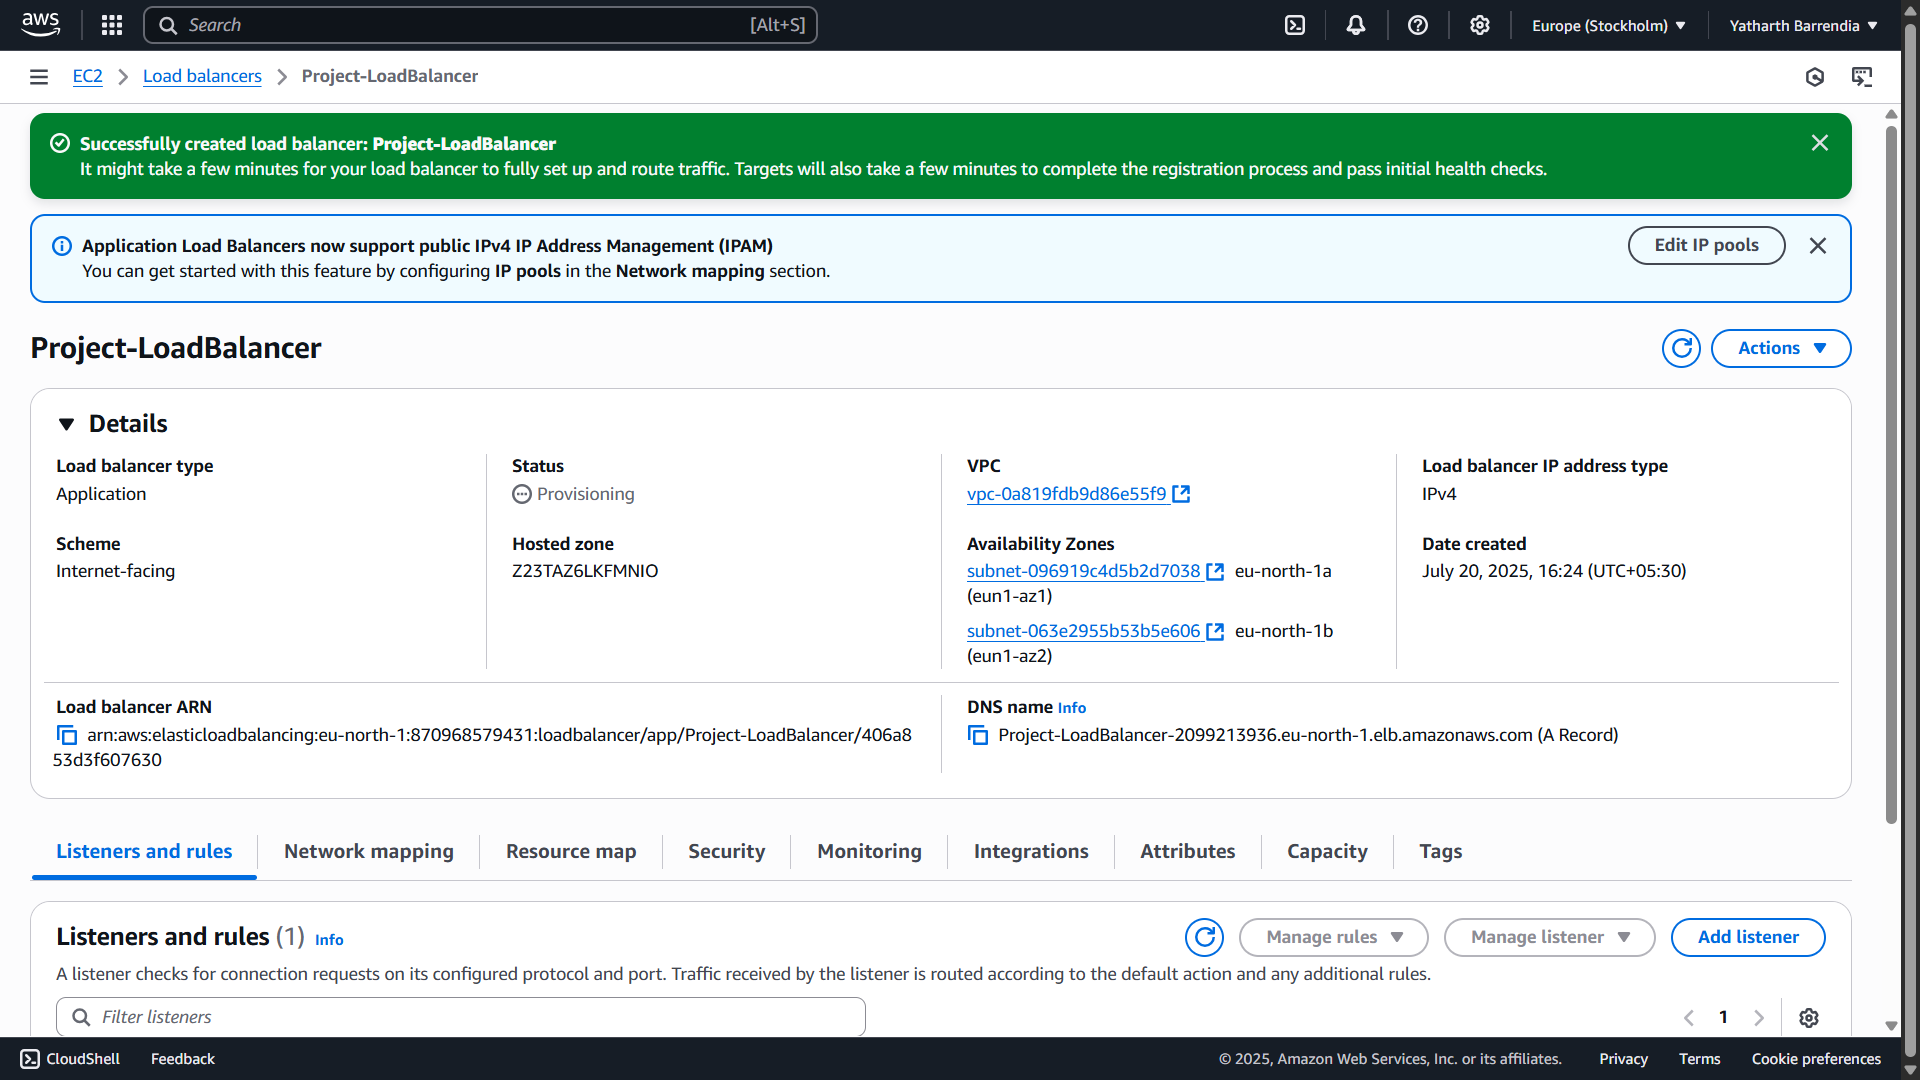 aws
Search [Alt+S]
Europe (Stockholm)
Yatharth Barrendia
EC2 Load balancers Project-LoadBalancer
Successfully created load balancer: Project-LoadBalancer
It might take a few minutes for your load balancer to fully set up and route traffic. Targets will also take a few minutes to complete the registration process and pass initial health checks.
Application Load Balancers now support public IPv4 IP Address Management (IPAM)
You can get started with this feature by configuring IP pools in the Network mapping section.
Edit IP pools
Project-LoadBalancer
Actions
Details
Load balancer type
Application
Status
Provisioning
VPC
vpc-0a819fdb9d86e55f9
Load balancer IP address type
IPv4
Scheme
Internet-facing
Hosted zone
Z23TAZ6LKFMNIO
Availability Zones
subnet-096919c4d5b2d7038 eu-north-1a
(eun1-az1)
subnet-063e2955b53b5e606 eu-north-1b
(eun1-az2)
Date created
July 20, 2025, 16:24 (UTC+05:30)
Load balancer ARN
arn:aws:elasticloadbalancing:eu-north-1:870968579431:loadbalancer/app/Project-LoadBalancer/406a8
53d3f607630
DNS name Info
Project-LoadBalancer-2099213936.eu-north-1.elb.amazonaws.com (A Record)
Listeners and rules
Network mapping
Resource map
Security
Monitoring
Integrations
Attributes
Capacity
Tags
Listeners and rules (1) Info
Manage rules
Manage listener
Add listener
A listener checks for connection requests on its configured protocol and port. Traffic received by the listener is routed according to the default action and any additional rules.
Filter listeners
1
CloudShell
Feedback
© 2025, Amazon Web Services, Inc. or its affiliates.
Privacy
Terms
Cookie preferences